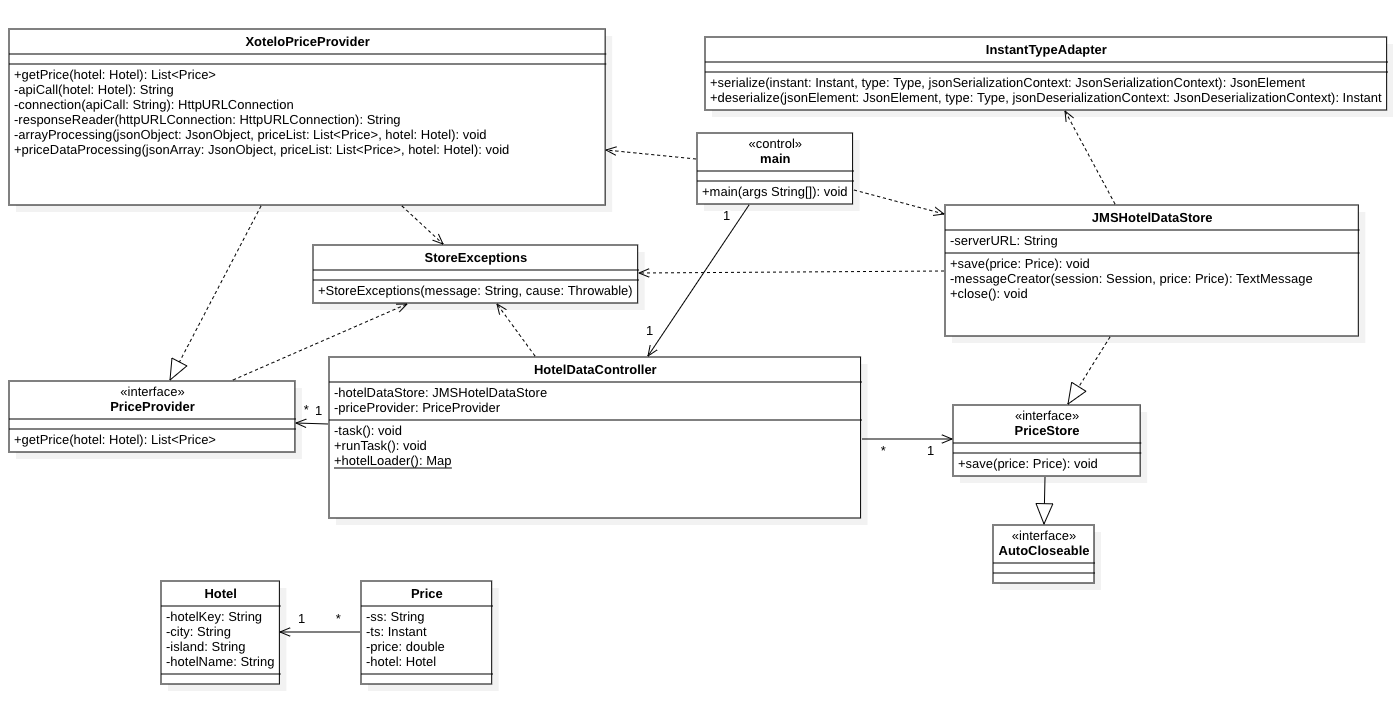 XoteloPriceProvider
+getPrice(hotel: Hotel): List<Price>
-apiCall(hotel: Hotel): String
-connection(apiCall: String): HttpURLConnection
-responseReader(httpURLConnection: HttpURLConnection): String
-arrayProcessing(jsonObject: JsonObject, priceList: List<Price>, hotel: Hotel): void
+priceDataProcessing(jsonArray: JsonObject, priceList: List<Price>, hotel: Hotel): void
InstantTypeAdapter
+serialize(instant: Instant, type: Type, jsonSerializationContext: JsonSerializationContext): JsonElement
+deserialize(jsonElement: JsonElement, type: Type, jsonDeserializationContext: JsonDeserializationContext): Instant
«control»
main
+main(args String[]): void
1
1
JMSHotelDataStore
-serverURL: String
+save(price: Price): void
-messageCreator(session: Session, price: Price): TextMessage
+close(): void
StoreExceptions
+StoreExceptions(message: String, cause: Throwable)
«interface»
PriceProvider
+getPrice(hotel: Hotel): List<Price>
* 1
HotelDataController
-hotelDataStore: JMSHotelDataStore
-priceProvider: PriceProvider
-task(): void
+runTask(): void
+hotelLoader(): Map
* 1
«interface»
PriceStore
+save(price: Price): void
«interface»
AutoCloseable
Hotel
-hotelKey: String
-city: String
-island: String
-hotelName: String
1 *
Price
-ss: String
-ts: Instant
-price: double
-hotel: Hotel